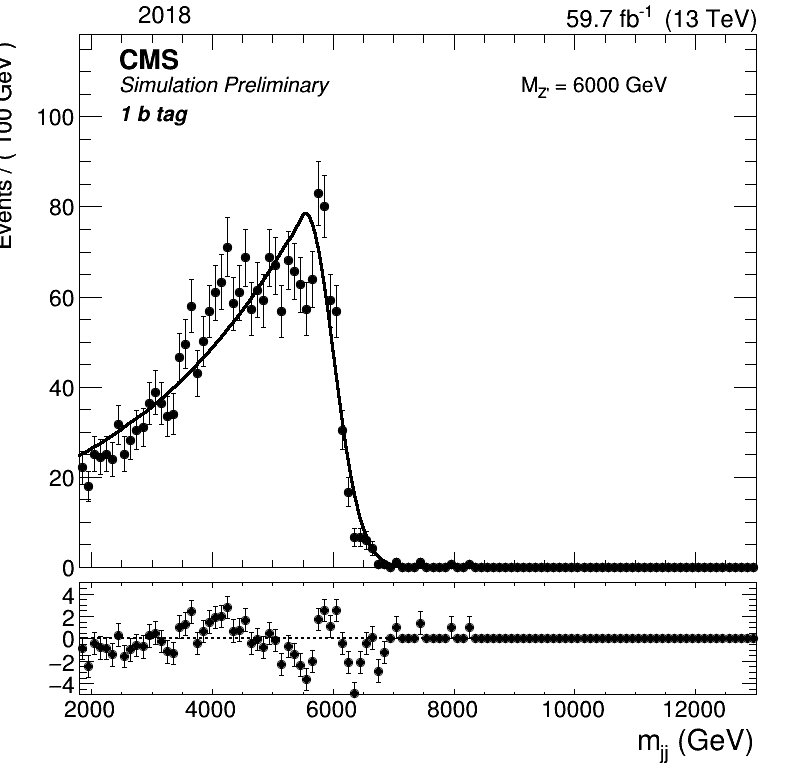 2018 59.7 fb⁻¹ (13 TeV)
CMS
Simulation Preliminary
M_Z' = 6000 GeV
1 b tag
Events / ( 100 GeV )
100
80
60
40
20
0
4
2
0
−2
−4
2000 4000 6000 8000 10000 12000
m_jj (GeV)